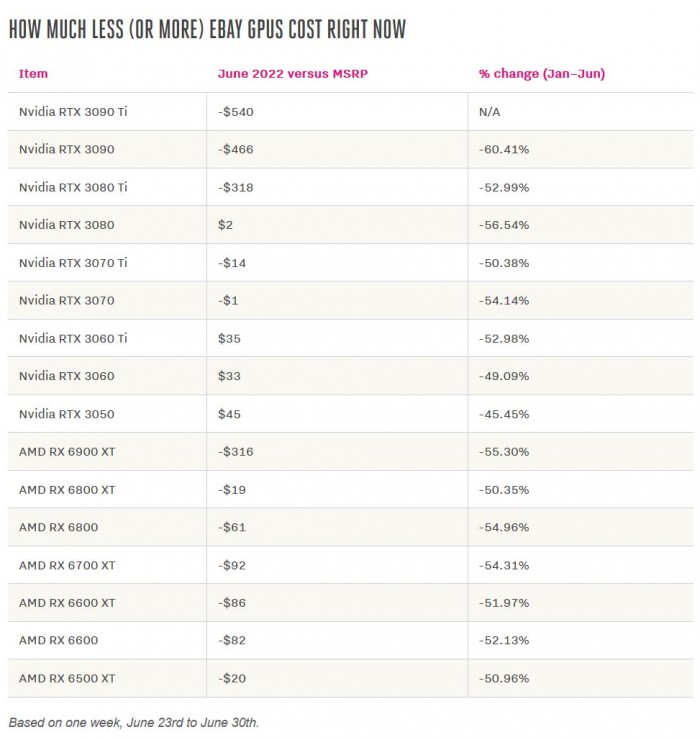 HOW MUCH LESS (OR MORE) EBAY GPUS COST RIGHT NOW
Item June 2022 versus MSRP % change (Jan–Jun)
Nvidia RTX 3090 Ti -$540 N/A
Nvidia RTX 3090 -$466 -60.41%
Nvidia RTX 3080 Ti -$318 -52.99%
Nvidia RTX 3080 $2 -56.54%
Nvidia RTX 3070 Ti -$14 -50.38%
Nvidia RTX 3070 -$1 -54.14%
Nvidia RTX 3060 Ti $35 -52.98%
Nvidia RTX 3060 $33 -49.09%
Nvidia RTX 3050 $45 -45.45%
AMD RX 6900 XT -$316 -55.30%
AMD RX 6800 XT -$19 -50.35%
AMD RX 6800 -$61 -54.96%
AMD RX 6700 XT -$92 -54.31%
AMD RX 6600 XT -$86 -51.97%
AMD RX 6600 -$82 -52.13%
AMD RX 6500 XT -$20 -50.96%
Based on one week, June 23rd to June 30th.